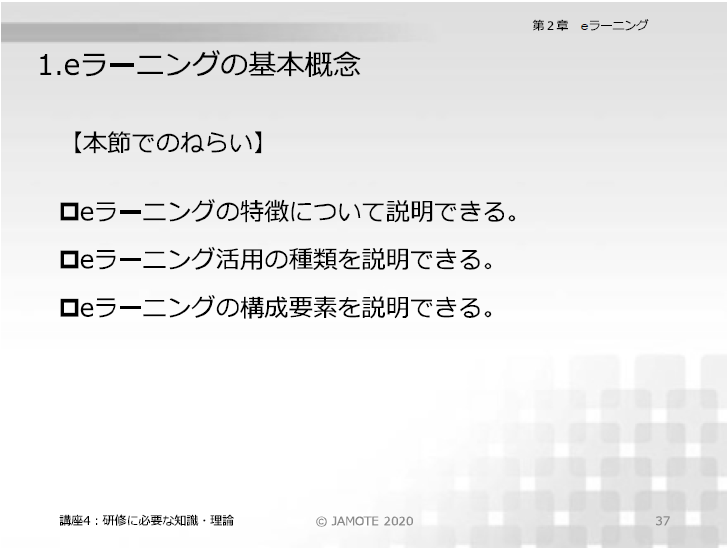 第２章　eラーニング
1.eラーニングの基本概念
【本節でのねらい】
eラーニングの特徴について説明できる。
eラーニング活用の種類を説明できる。
eラーニングの構成要素を説明できる。
講座4：研修に必要な知識・理論
© JAMOTE 2020
37